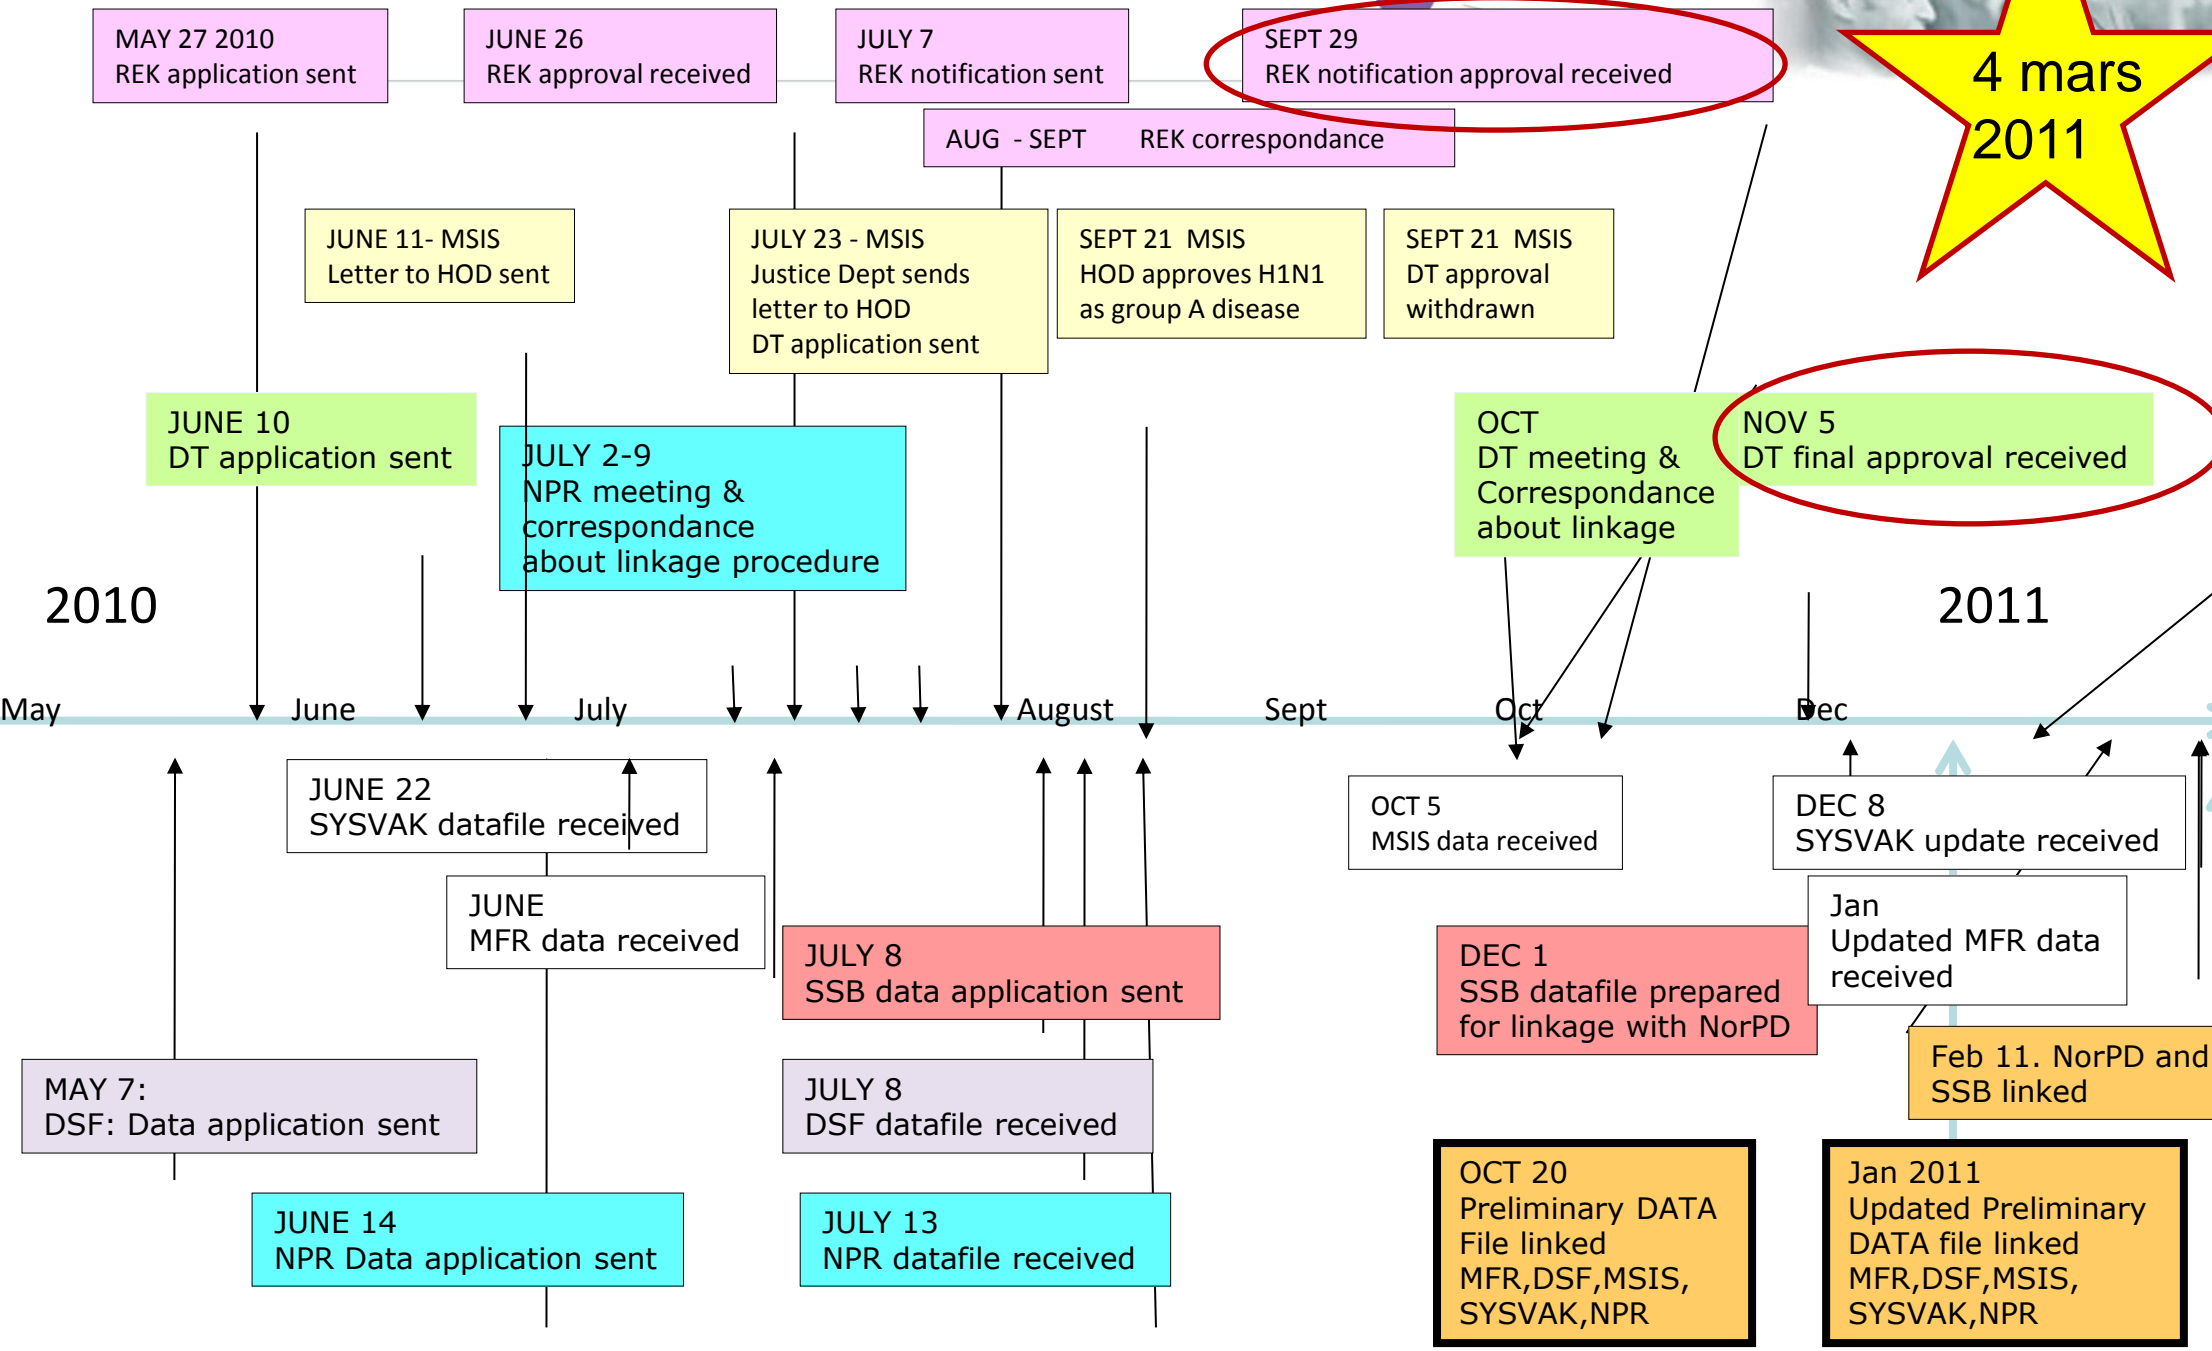 MAY 27 2010
REK application sent
JUNE 26
REK approval received
JULY 7
REK notification sent
SEPT 29
REK notification approval received
4 mars
2011
AUG - SEPT REK correspondance
JUNE 11- MSIS
Letter to HOD sent
JULY 23 - MSIS
Justice Dept sends
letter to HOD
DT application sent
SEPT 21 MSIS
HOD approves H1N1
as group A disease
SEPT 21 MSIS
DT approval
withdrawn
JUNE 10
DT application sent
JULY 2-9
NPR meeting &
correspondance
about linkage procedure
OCT
DT meeting &
Correspondance
about linkage
NOV 5
DT final approval received
2010
2011
May June July August Sept Oct Dec
JUNE 22
SYSVAK datafile received
OCT 5
MSIS data received
DEC 8
SYSVAK update received
JUNE
MFR data received
Jan
Updated MFR data
received
JULY 8
SSB data application sent
DEC 1
SSB datafile prepared
for linkage with NorPD
MAY 7:
DSF: Data application sent
JULY 8
DSF datafile received
Feb 11. NorPD and
SSB linked
JUNE 14
NPR Data application sent
JULY 13
NPR datafile received
OCT 20
Preliminary DATA
File linked
MFR,DSF,MSIS,
SYSVAK,NPR
Jan 2011
Updated Preliminary
DATA file linked
MFR,DSF,MSIS,
SYSVAK,NPR